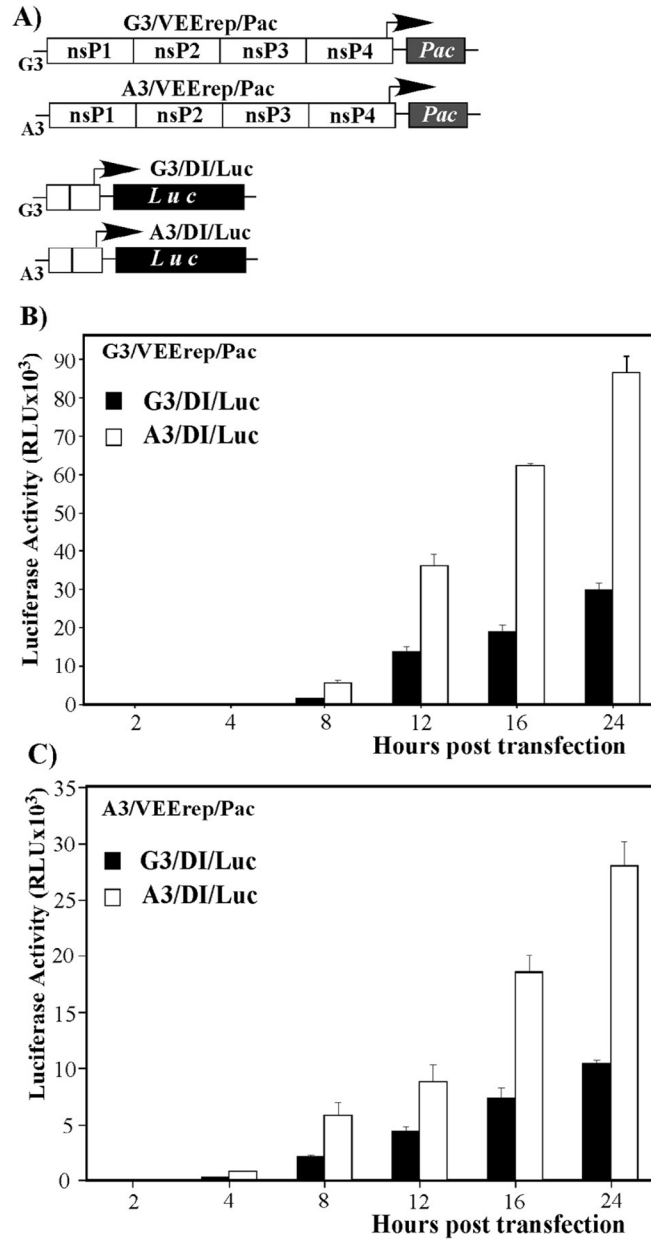 A)
G3/VEErep/Pac
G3 nsP1 nsP2 nsP3 nsP4 Pac
A3/VEErep/Pac
A3 nsP1 nsP2 nsP3 nsP4 Pac
G3/DI/Luc
G3 Luc
A3/DI/Luc
A3 Luc
B)
Luciferase Activity (RLUx10³)
90
80
70
60
50
40
30
20
10
0
G3/VEErep/Pac
G3/DI/Luc
A3/DI/Luc
2 4 8 12 16 24
Hours post transfection
C)
Luciferase Activity (RLUx10³)
35
30
25
20
15
10
5
0
A3/VEErep/Pac
G3/DI/Luc
A3/DI/Luc
2 4 8 12 16 24
Hours post transfection